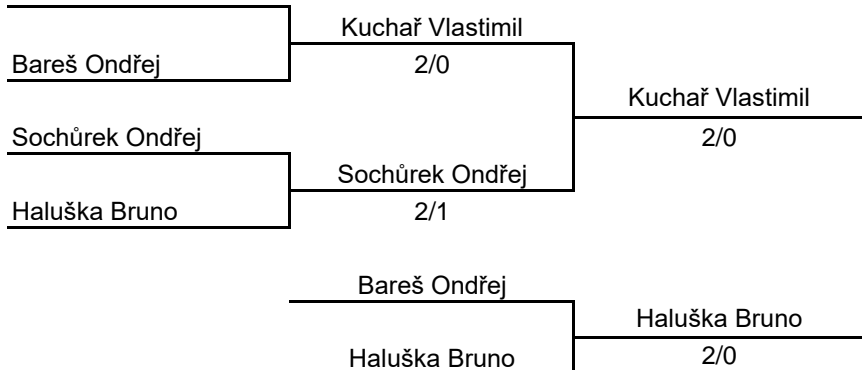 Kuchař Vlastimil
Bareš Ondřej
2/0
Kuchař Vlastimil
Sochůrek Ondřej
2/0
Sochůrek Ondřej
Haluška Bruno
2/1
Bareš Ondřej
Haluška Bruno
Haluška Bruno
2/0